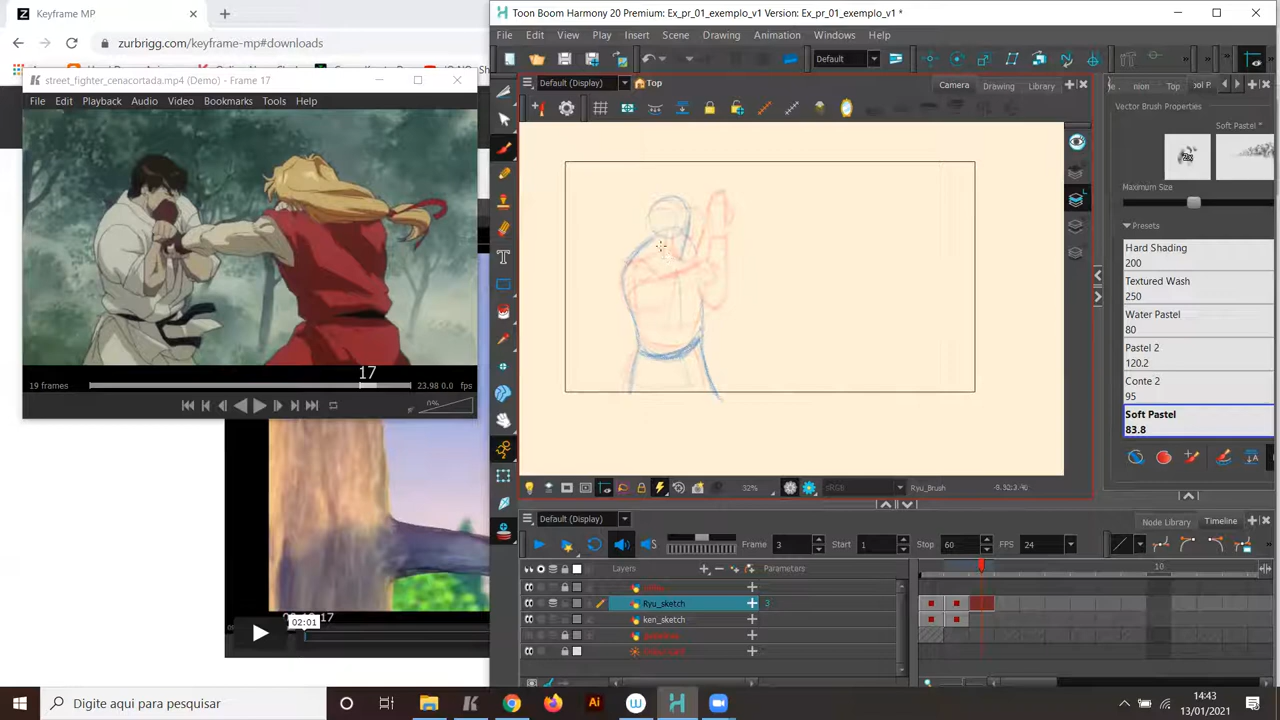 Keyframe MP
zurbrigg.com/keyframe-mp#downloads
street_fighter_cenacortada.mp4 (Demo) - Frame 17
File Edit Playback Audio Video Bookmarks Tools Help
17
19 frames
23.98 0.0 fps
0%
02:01
Toon Boom Harmony 20 Premium: Ex_pr_01_exemplo_v1 Version: Ex_pr_01_exemplo_v1 *
File Edit View Play Insert Scene Drawing Animation Windows Help
Default
Default (Display) Top
Camera Drawing Library
Top
Vector Brush Properties
Soft Pastel *
Maximum Size
Presets
Hard Shading
200
Textured Wash
250
Water Pastel
80
Pastel 2
120.2
Conte 2
95
Soft Pastel
83.8
32%
sRGB
Ryu_Brush
Default (Display)
Node Library Timeline
Frame 3 Start 1 Stop 60 FPS 24
Layers Parameters
10
Ryu_sketch 3
ken_sketch
Digite aqui para pesquisar
14:43
13/01/2021